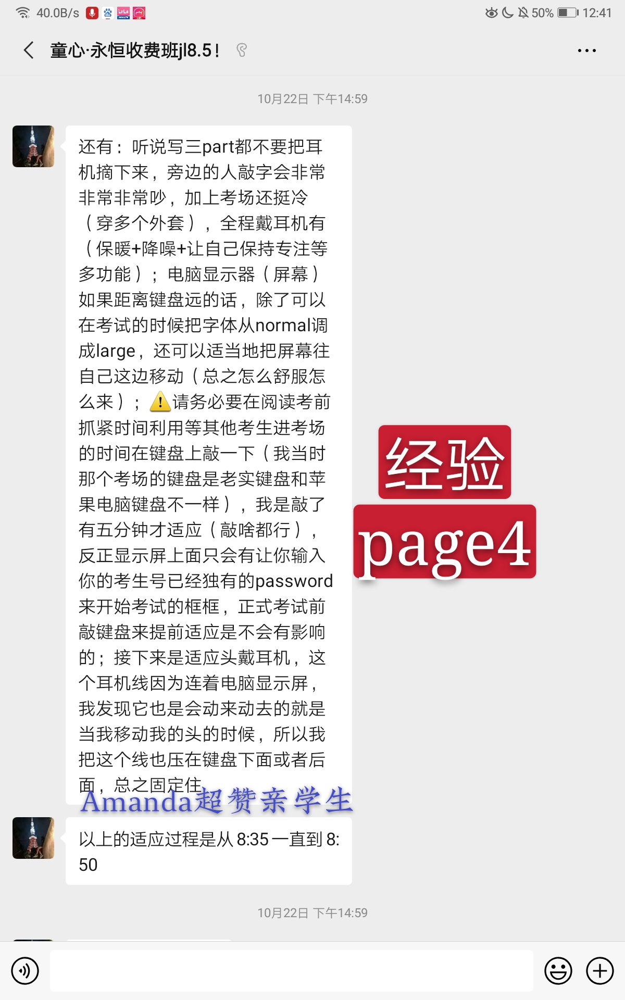 40.0B/s
50%
12:41
童心·永恒收费班jl8.5！
10月22日 下午14:59
还有：听说写三part都不要把耳
机摘下来，旁边的人敲字会非常
非常非常吵，加上考场还挺冷
（穿多个外套），全程戴耳机有
（保暖+降噪+让自己保持专注等
多功能）；电脑显示器（屏幕）
如果距离键盘远的话，除了可以
在考试的时候把字体从normal调
成large，还可以适当地把屏幕往
自己这边移动（总之怎么舒服怎
么来）；⚠️请务必要在阅读考前
抓紧时间利用等其他考生进考场
的时间在键盘上敲一下（我当时
那个考场的键盘是老实键盘和苹
果电脑键盘不一样），我是敲了
有五分钟才适应（敲啥都行），
反正显示屏上面只会有让你输入
你的考生号已经独有的password
来开始考试的框框，正式考试前
敲键盘来提前适应是不会有影响
的；接下来是适应头戴耳机，这
个耳机线因为连着电脑显示屏，
我发现它也是会动来动去的就是
当我移动我的头的时候，所以我
把这个线也压在键盘下面或者后
面，总之固定住
经验
page4
Amanda超赞亲学生
以上的适应过程是从 8:35 一直到 8:
50
10月22日 下午14:59